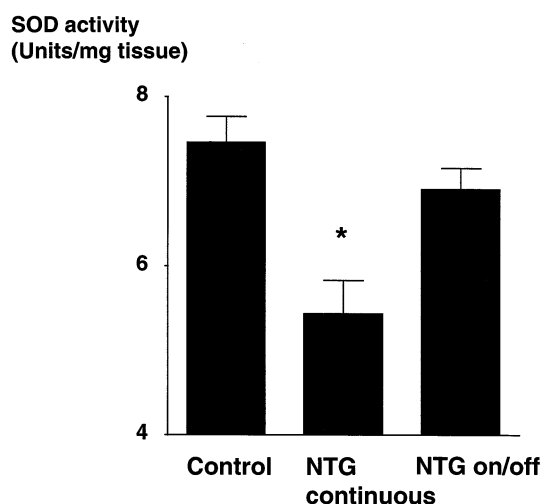 SOD activity
(Units/mg tissue)
8
*
6
4
Control NTG NTG on/off
continuous